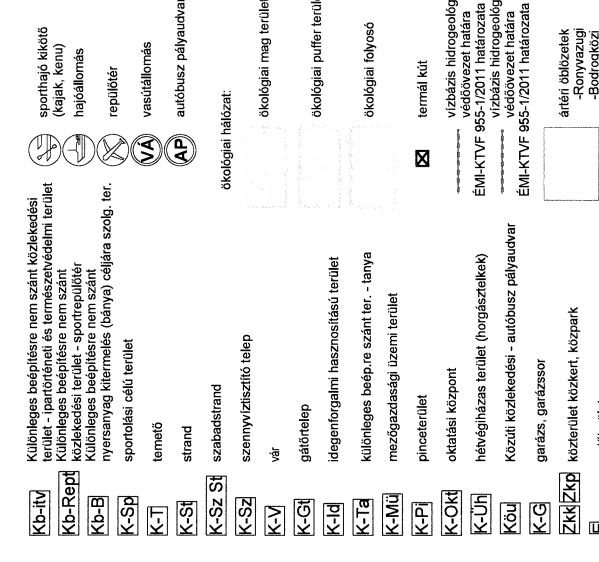 Kb-itv
Különleges beépítésre nem szánt közlekedési
terület - ipartörténeti és természetvédelmi terület
Kb-Rept
Különleges beépítésre nem szánt
közlekedési terület - sportrepülőtér
Kb-B
Különleges beépítésre nem szánt
nyersanyag kitermelés (bánya) céljára szolg. ter.
K-Sp
sportolási célú terület
K-T
temető
K-St
strand
K-Sz St
szabadstrand
K-Sz
szennyvíztisztító telep
K-V
vár
K-Gt
gátőrtelep
K-Id
idegenforgalmi hasznosítású terület
K-Ta
különleges beép.re szánt ter. - tanya
K-Mü
mezőgazdasági üzemi terület
K-Pi
pinceterület
K-Okt
oktatási központ
K-Üh
hétvégiházas terület (horgásztelkek)
Köu
Közúti közlekedési - autóbusz pályaudvar
K-G
garázs, garázssor
Zkk Zkp
közterület közkert, közpark
sporthajó kikötő
(kajak, kenu)
hajóállomás
repülőtér
VÁ
vasútállomás
AP
autóbusz pályaudvar
ökológiai hálózat:
ökológiai mag terület
ökológiai puffer terül
ökológiai folyosó
termál kút
vízbázis hidrogeológ
védőövezet határa
ÉMI-KTVF 955-1/2011 határozata
vízbázis hidrogeológ
védőövezet határa
ÉMI-KTVF 955-1/2011 határozata
ártéri öblözetek
-Ronyvazugi
-Bodrogközi